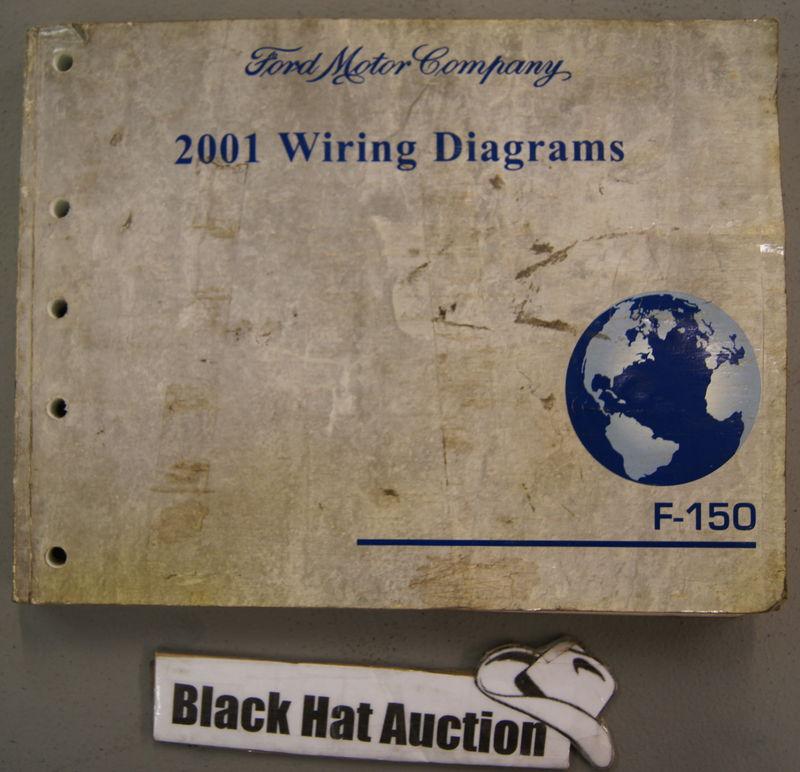 Ford Motor Company
2001 Wiring Diagrams
F-150
Black Hat Auction